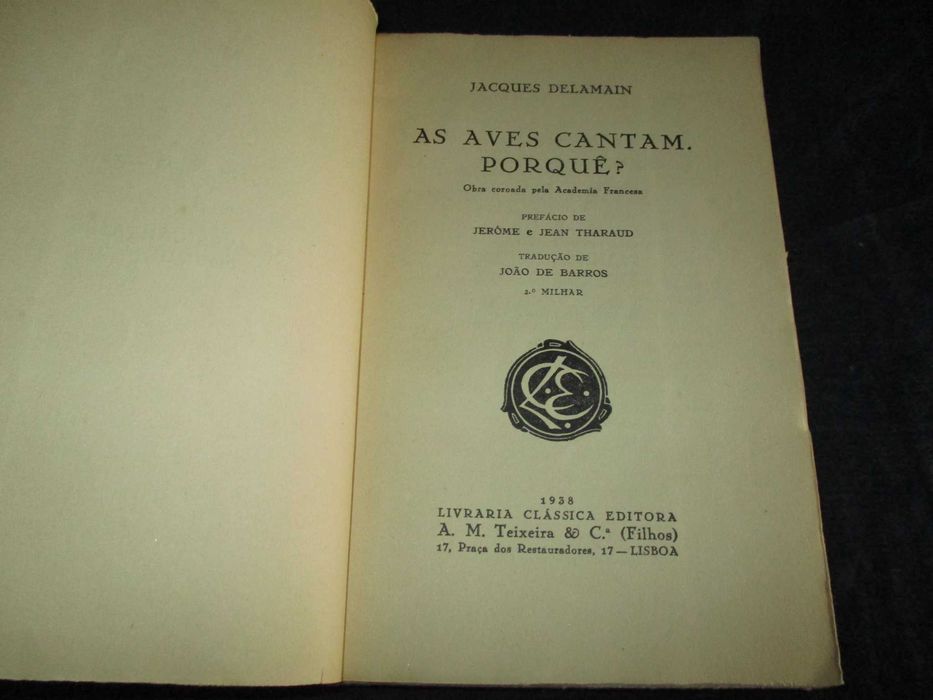 JACQUES DELAMAIN
AS AVES CANTAM.
PORQUÊ?
Obra coroada pela Academia Francesa
PREFÁCIO DE
JERÔME e JEAN THARAUD
TRADUÇÃO DE
JOÃO DE BARROS
2.º MILHAR
LCE
1938
LIVRARIA CLÁSSICA EDITORA
A. M. Teixeira & C.ª (Filhos)
17, Praça dos Restauradores, 17 — LISBOA